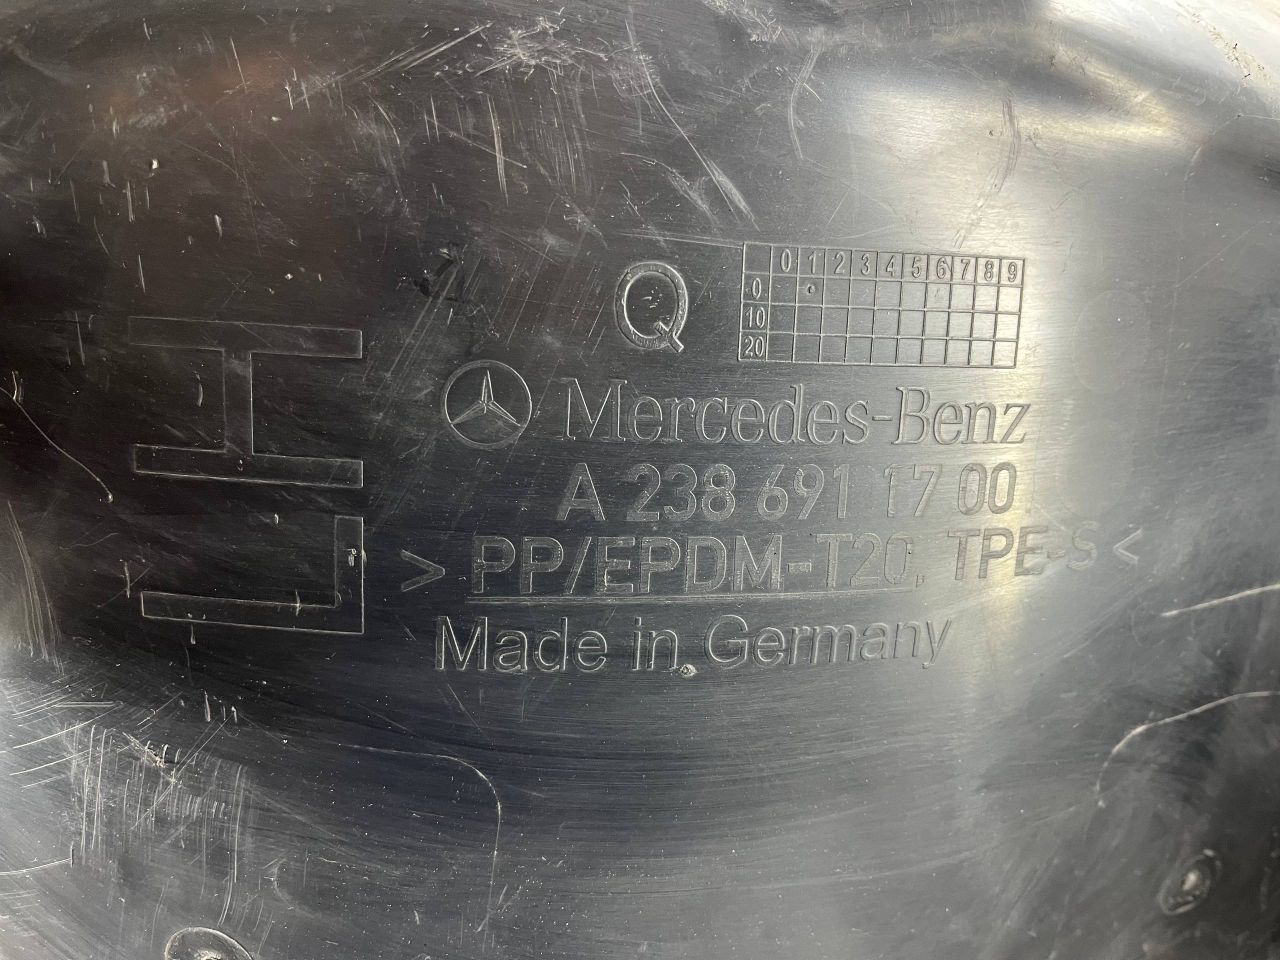 Q
0 1 2 3 4 5 6 7 8 9
0
10
20
Mercedes-Benz
A 238 691 17 00
> PP/EPDM-T20, TPE-S <
Made in Germany
LH